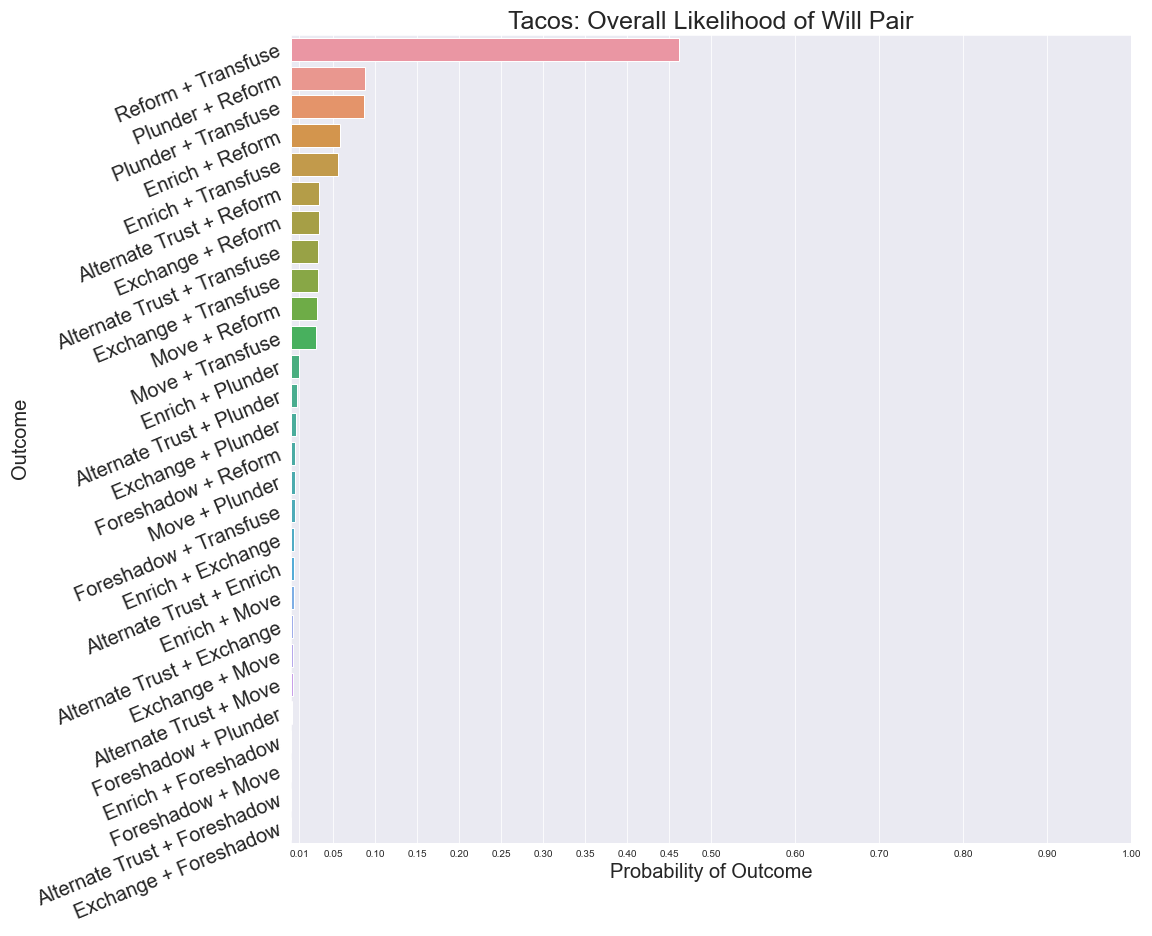 Tacos: Overall Likelihood of Will Pair
Reform + Transfuse
Plunder + Reform
Plunder + Transfuse
Enrich + Reform
Enrich + Transfuse
Alternate Trust + Reform
Exchange + Reform
Alternate Trust + Transfuse
Exchange + Transfuse
Move + Reform
Move + Transfuse
Enrich + Plunder
Alternate Trust + Plunder
Exchange + Plunder
Foreshadow + Reform
Move + Plunder
Foreshadow + Transfuse
Enrich + Exchange
Alternate Trust + Enrich
Enrich + Move
Alternate Trust + Exchange
Exchange + Move
Alternate Trust + Move
Foreshadow + Plunder
Enrich + Foreshadow
Foreshadow + Move
Alternate Trust + Foreshadow
Exchange + Foreshadow
Outcome
0.01 0.05 0.10 0.15 0.20 0.25 0.30 0.35 0.40 0.45 0.50 0.60 0.70 0.80 0.90 1.00
Probability of Outcome